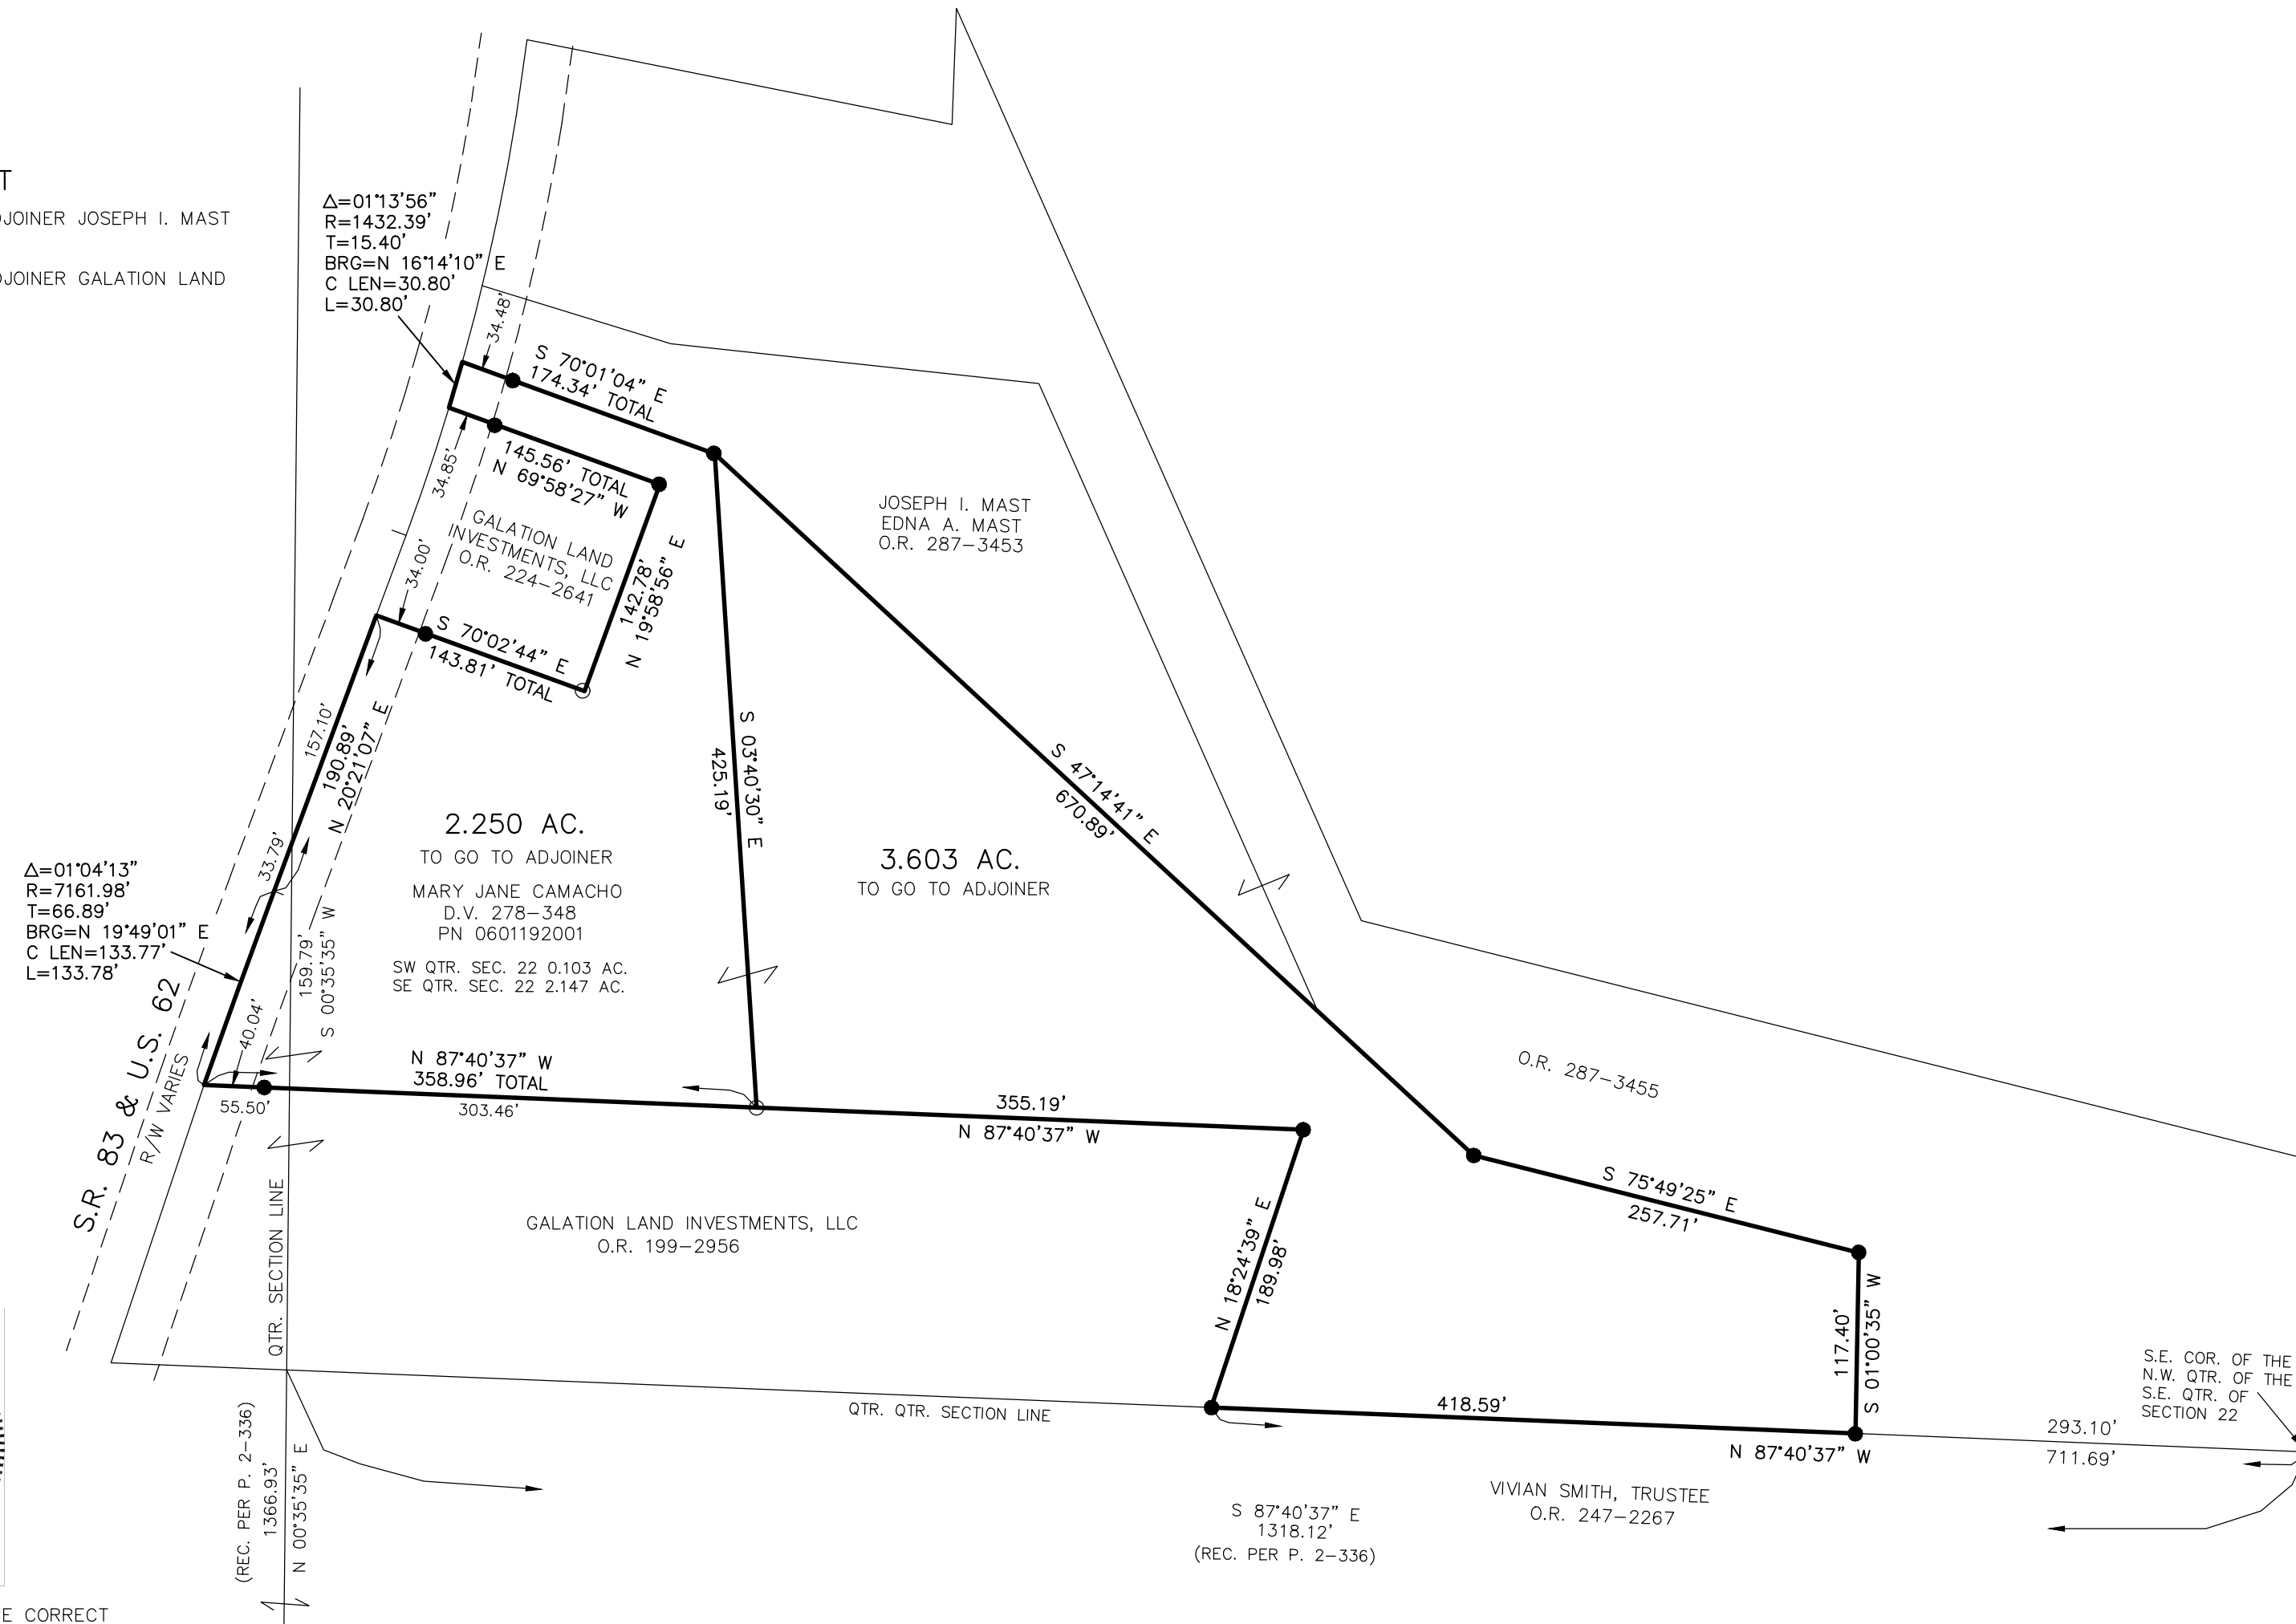 T
DJOINER JOSEPH I. MAST
DJOINER GALATION LAND
Δ=01°13'56"
R=1432.39'
T=15.40'
BRG=N 16°14'10" E
C LEN=30.80'
L=30.80'
34.48'
S 70°01'04" E
174.34' TOTAL
145.56' TOTAL
N 69°58'27" W
34.85'
GALATION LAND
INVESTMENTS, LLC
O.R. 224-2641
34.00'
142.78'
N 19°58'56" E
S 70°02'44" E
143.81' TOTAL
JOSEPH I. MAST
EDNA A. MAST
O.R. 287-3453
157.10'
190.89'
N 20°21'07" E
33.79'
S 03°40'30" E
425.19'
S 47°14'41" E
670.89'
2.250 AC.
TO GO TO ADJOINER
MARY JANE CAMACHO
D.V. 278-348
PN 0601192001
SW QTR. SEC. 22 0.103 AC.
SE QTR. SEC. 22 2.147 AC.
3.603 AC.
TO GO TO ADJOINER
Δ=01°04'13"
R=7161.98'
T=66.89'
BRG=N 19°49'01" E
C LEN=133.77'
L=133.78'
159.79'
S 00°35'35" W
40.04'
S.R. 83 & U.S. 62
R/W VARIES
N 87°40'37" W
358.96' TOTAL
55.50'
303.46'
355.19'
N 87°40'37" W
O.R. 287-3455
S 75°49'25" E
257.71'
QTR. SECTION LINE
GALATION LAND INVESTMENTS, LLC
O.R. 199-2956
N 18°24'39" E
189.98'
117.40'
S 01°00'35" W
S.E. COR. OF THE
N.W. QTR. OF THE
S.E. QTR. OF
SECTION 22
QTR. QTR. SECTION LINE
418.59'
N 87°40'37" W
293.10'
711.69'
(REC. PER P. 2-336)
1366.93'
N 00°35'35" E
S 87°40'37" E
1318.12'
(REC. PER P. 2-336)
VIVIAN SMITH, TRUSTEE
O.R. 247-2267
E CORRECT